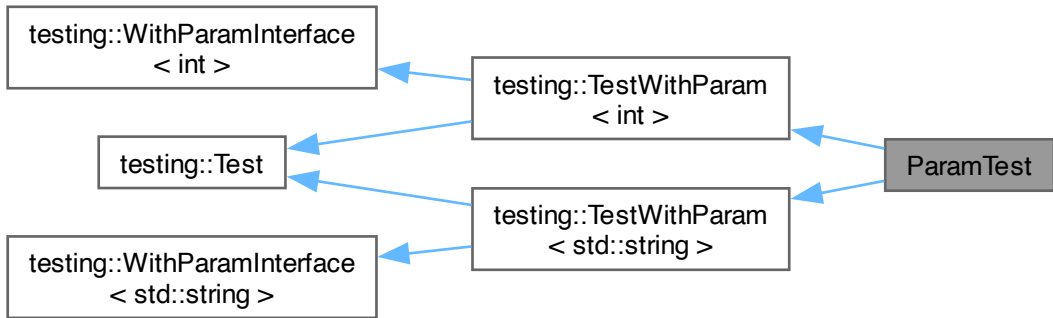 testing::WithParamInterface
< int >
testing::TestWithParam
< int >
testing::Test
ParamTest
testing::TestWithParam
< std::string >
testing::WithParamInterface
< std::string >